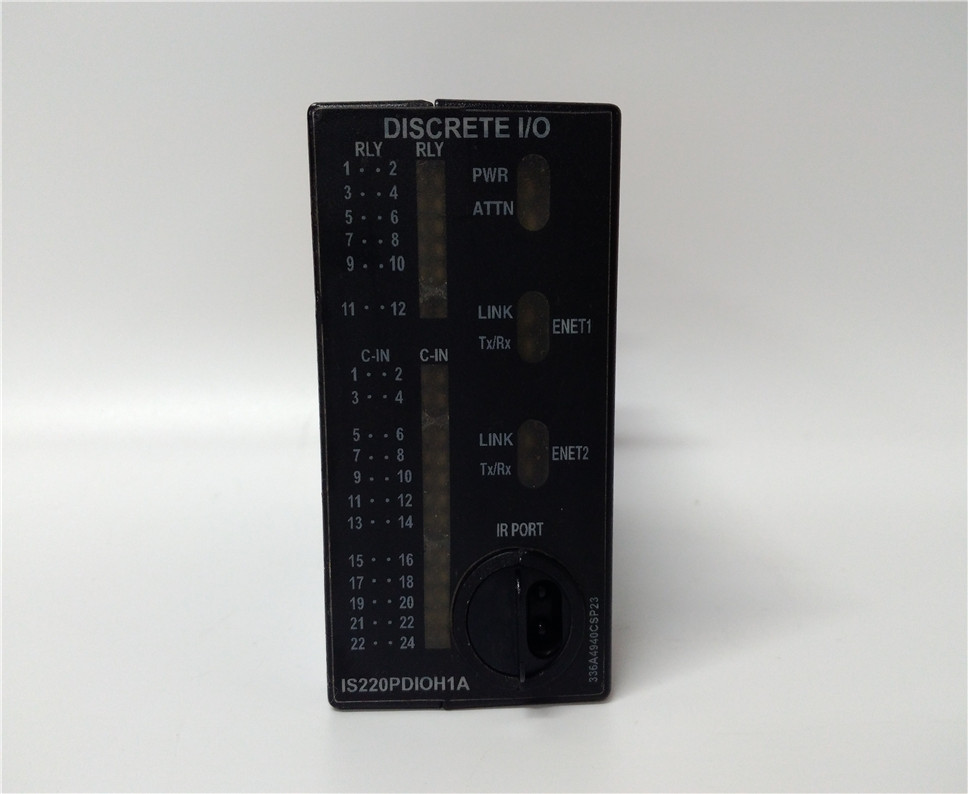 DISCRETE I/O
RLY RLY
1 · · 2
3 · · 4
5 · · 6
7 · · 8
9 · · 10
11 · · 12
PWR
ATTN
LINK
Tx/Rx
ENET1
C-IN C-IN
1 · · 2
3 · · 4
5 · · 6
7 · · 8
9 · · 10
11 · · 12
13 · · 14
15 · · 16
17 · · 18
19 · · 20
21 · · 22
22 · · 24
LINK
Tx/Rx
ENET2
IR PORT
336A4940CSP23
IS220PDIOH1A